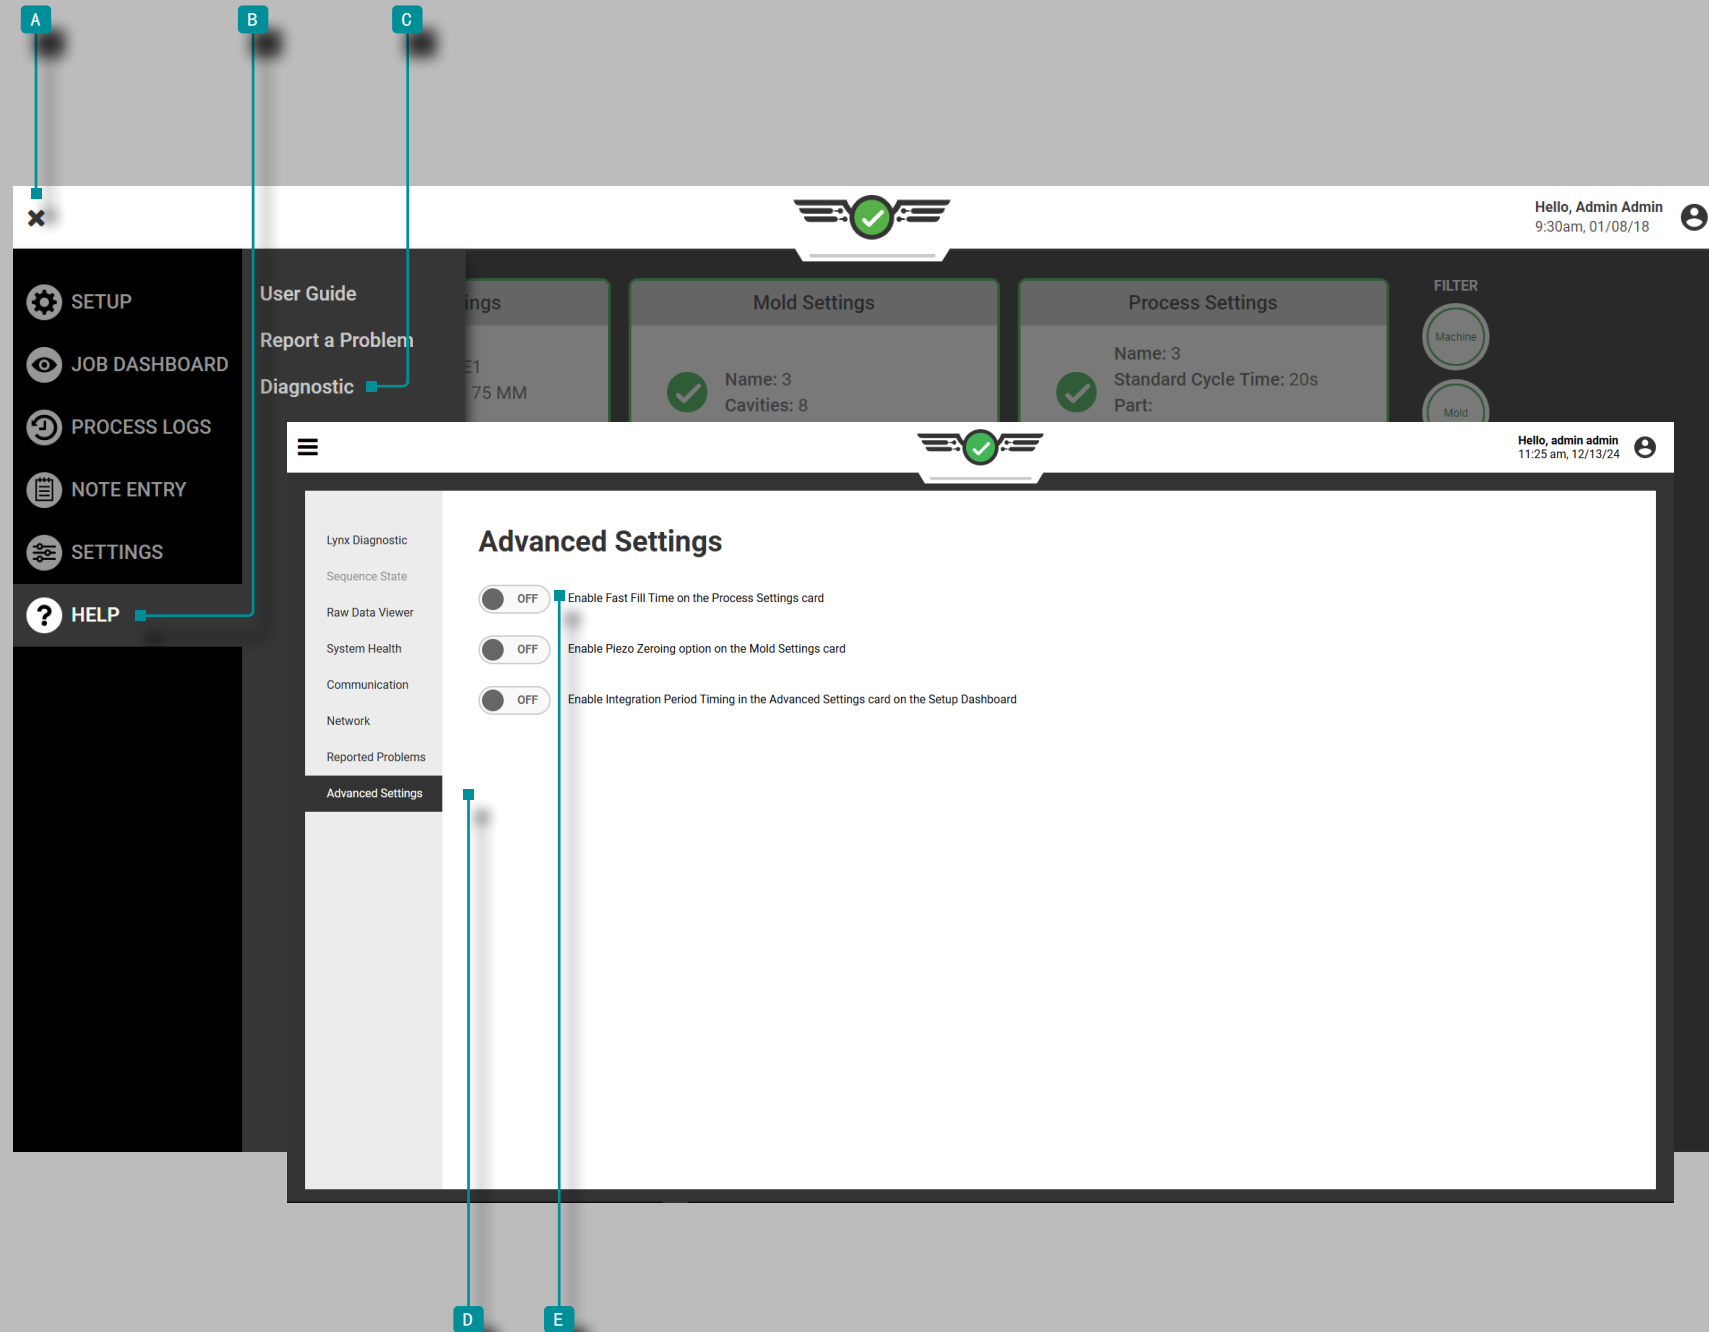 A
B
C
Hello, Admin Admin
9:30am, 01/08/18
SETUP
JOB DASHBOARD
PROCESS LOGS
NOTE ENTRY
SETTINGS
HELP
User Guide
Report a Problem
Diagnostic
ings
E1
75 MM
Mold Settings
Name: 3
Cavities: 8
Process Settings
Name: 3
Standard Cycle Time: 20s
Part:
FILTER
Machine
Mold
Hello, admin admin
11:25 am, 12/13/24
Lynx Diagnostic
Sequence State
Raw Data Viewer
System Health
Communication
Network
Reported Problems
Advanced Settings
Advanced Settings
OFF Enable Fast Fill Time on the Process Settings card
OFF Enable Piezo Zeroing option on the Mold Settings card
OFF Enable Integration Period Timing in the Advanced Settings card on the Setup Dashboard
D
E